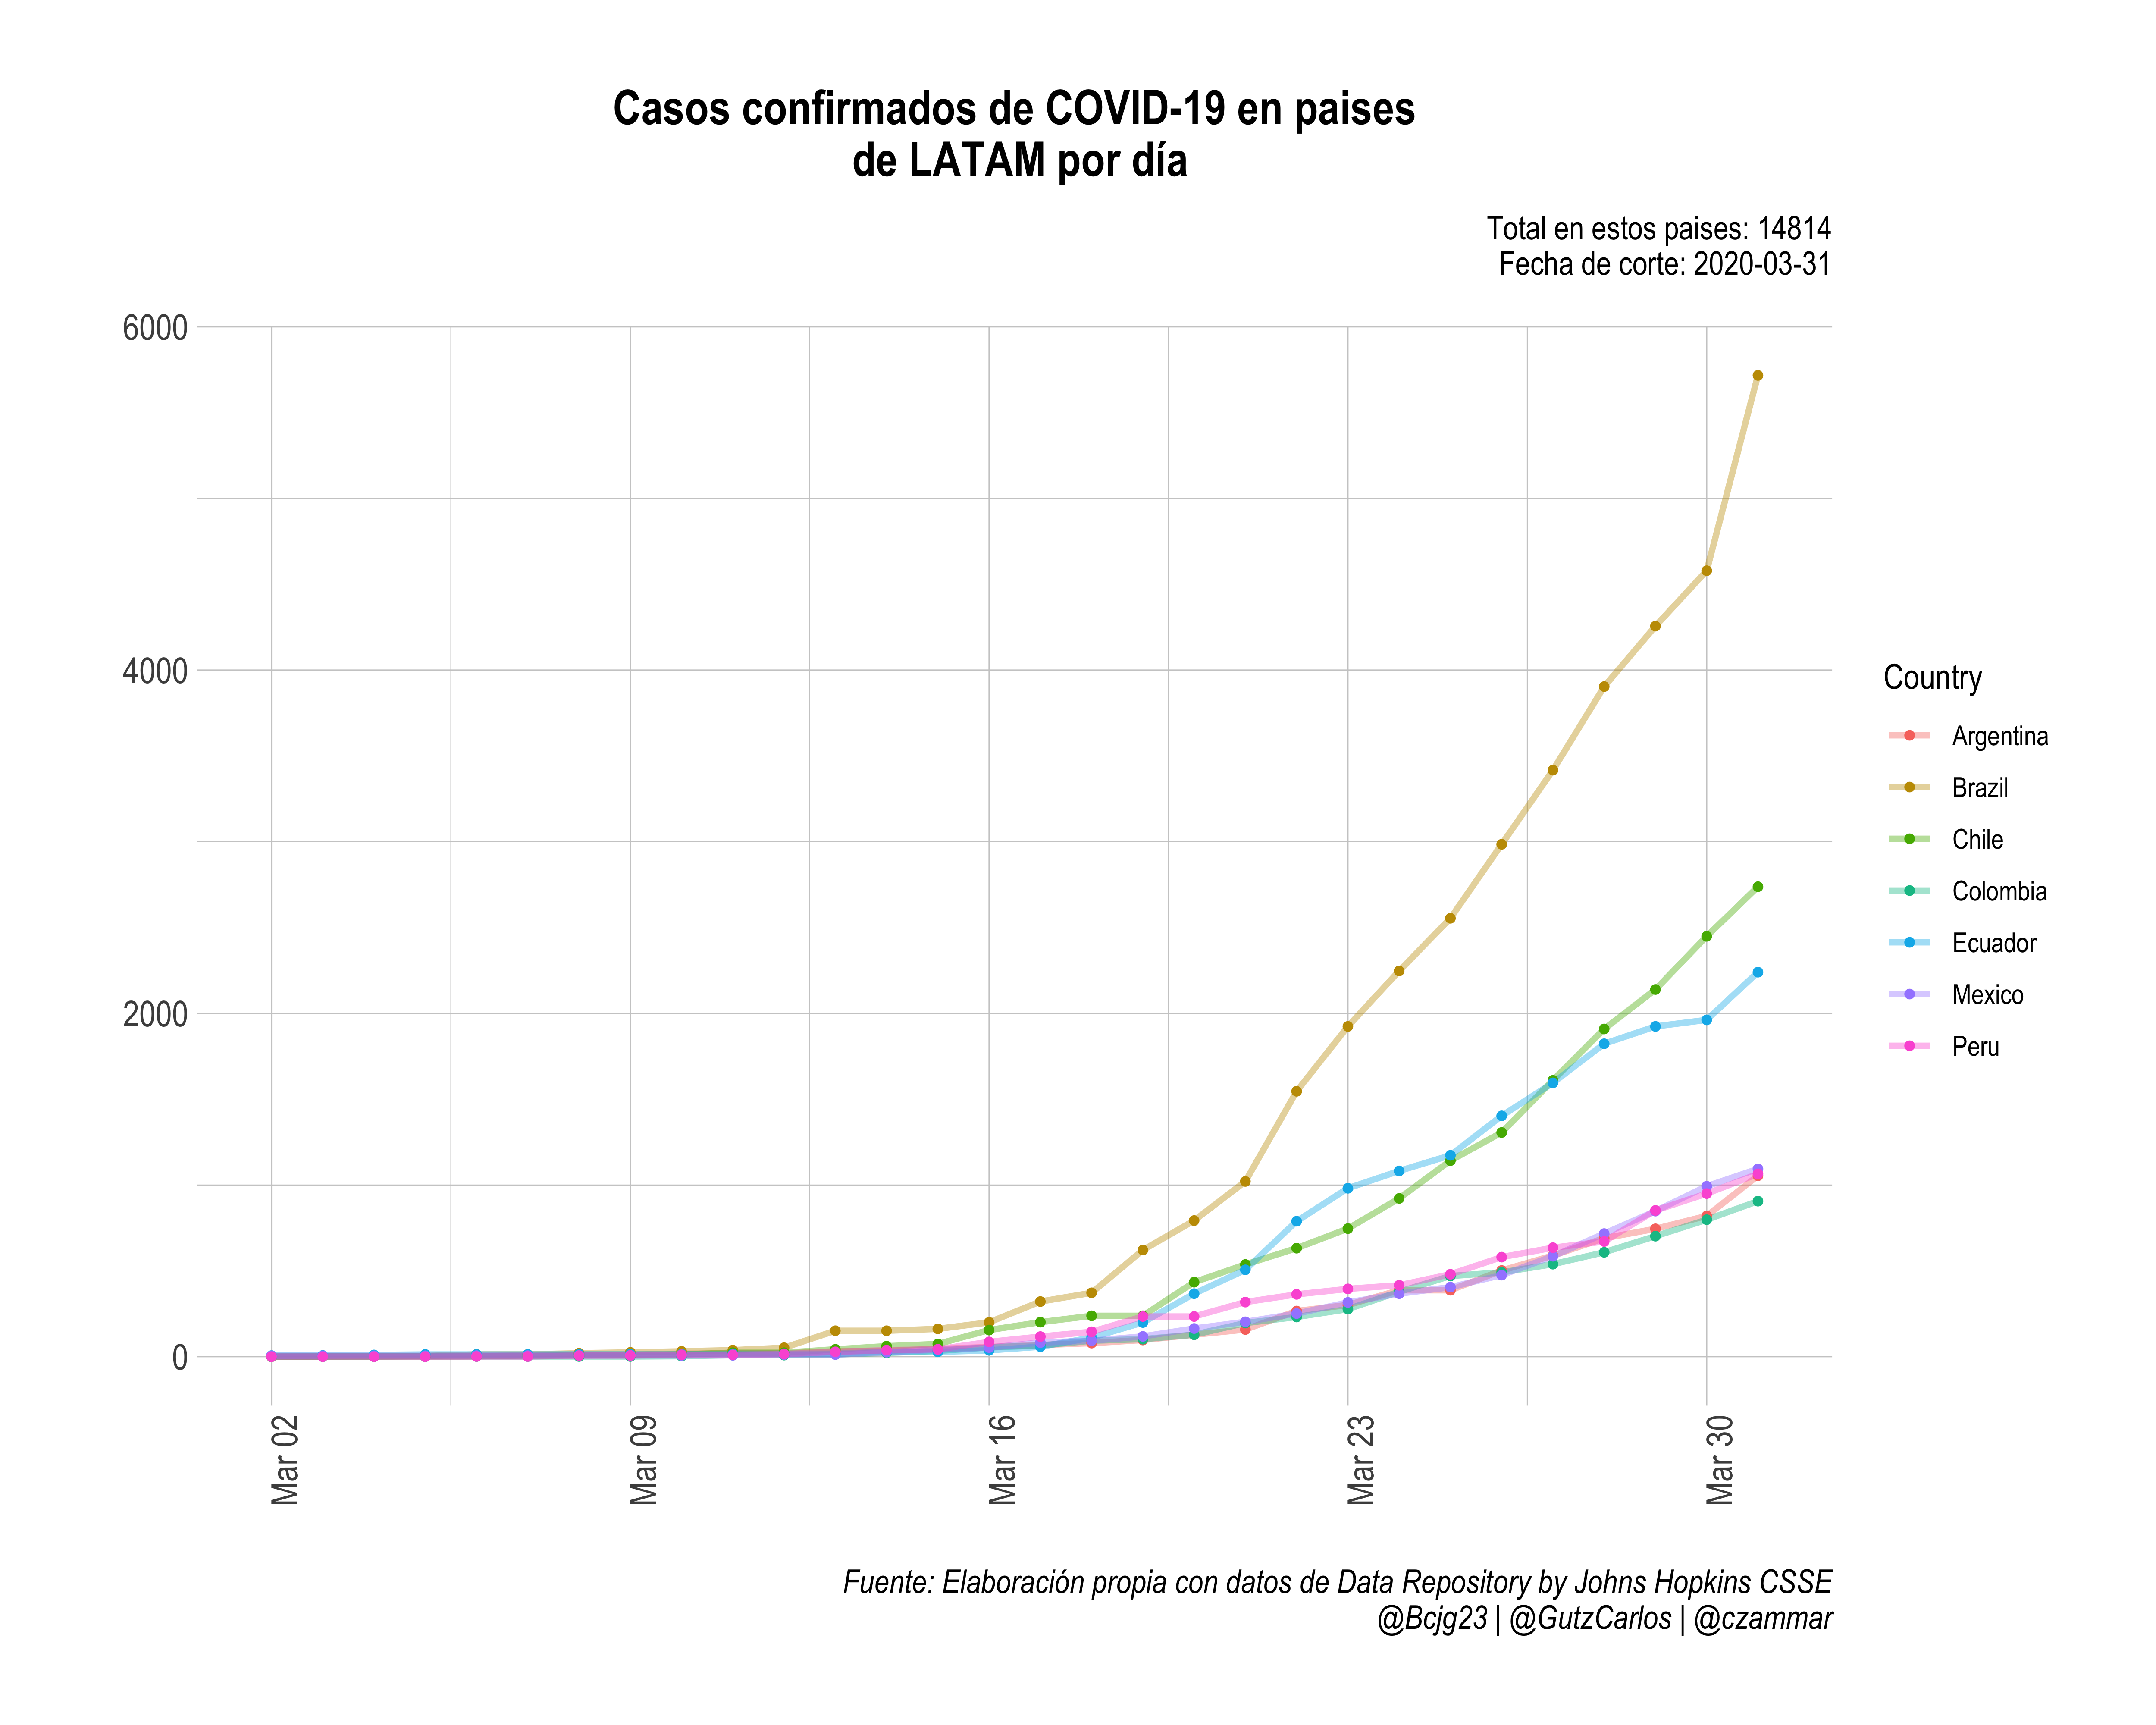 Casos confirmados de COVID-19 en paises
de LATAM por día
Total en estos paises: 14814
Fecha de corte: 2020-03-31
6000
4000
2000
0
Mar 02
Mar 09
Mar 16
Mar 23
Mar 30
Country
Argentina
Brazil
Chile
Colombia
Ecuador
Mexico
Peru
Fuente: Elaboración propia con datos de Data Repository by Johns Hopkins CSSE
@Bcjg23 | @GutzCarlos | @czammar